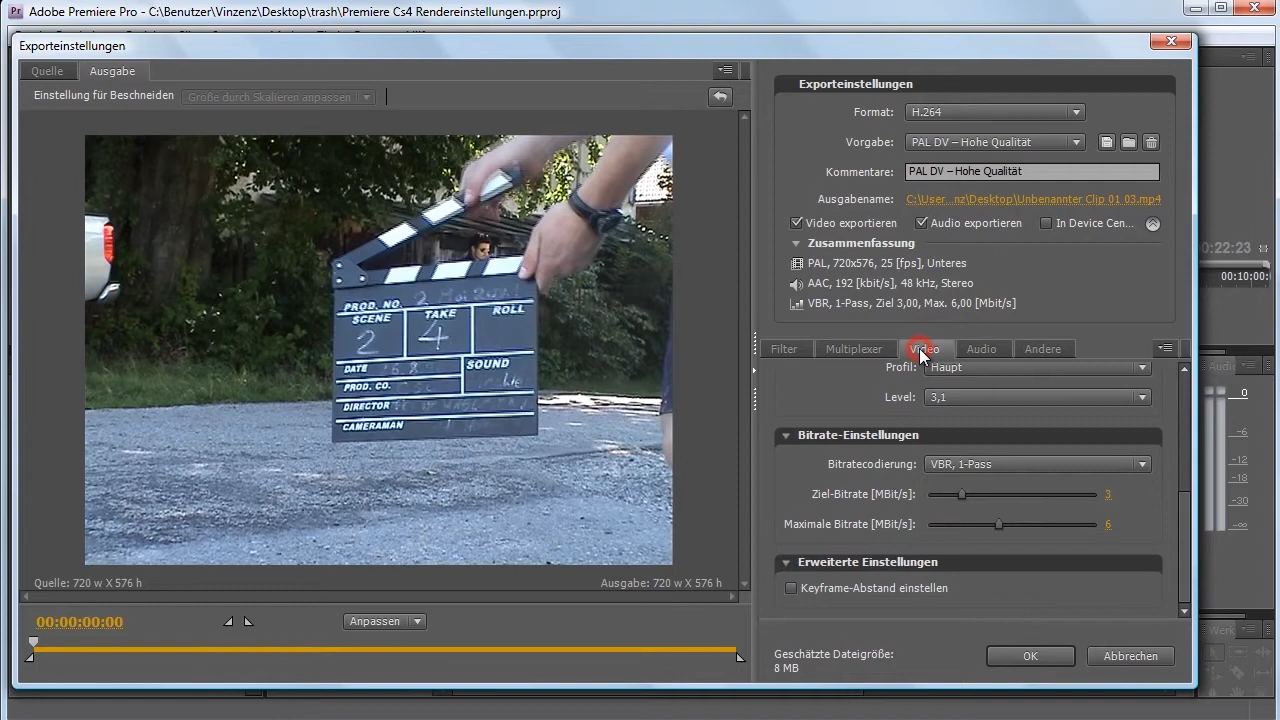 Adobe Premiere Pro - C:\Benutzer\Vinzenz\Desktop\trash\Premiere Cs4 Rendereinstellungen.prproj
Exporteinstellungen
Quelle Ausgabe
Einstellung für Beschneiden Größe durch Skalieren anpassen
PROD. NO. 2
SCENE TAKE ROLL
2 4
DATE SOUND
PROD. CO.
DIRECTOR
CAMERAMAN
Quelle: 720 w X 576 h Ausgabe: 720 w X 576 h
00:00:00:00 Anpassen
Exporteinstellungen
Format: H.264
Vorgabe: PAL DV – Hohe Qualität
Kommentare: PAL DV – Hohe Qualität
Ausgabename: C:\User...nz\Desktop\Unbenannter Clip 01 03.mp4
Video exportieren Audio exportieren In Device Cen...
Zusammenfassung
PAL, 720x576, 25 [fps], Unteres
AAC, 192 [kbit/s], 48 kHz, Stereo
VBR, 1-Pass, Ziel 3,00, Max. 6,00 [Mbit/s]
Filter Multiplexer Video Audio Andere
Profil: Haupt
Level: 3,1
Bitrate-Einstellungen
Bitratecodierung: VBR, 1-Pass
Ziel-Bitrate [MBit/s]: 3
Maximale Bitrate [MBit/s]: 6
Erweiterte Einstellungen
Keyframe-Abstand einstellen
Geschätzte Dateigröße:
8 MB
OK Abbrechen
00:22:23
00:10:00:
Audio
0
-6
-12
-18
-30
-∞
Werk